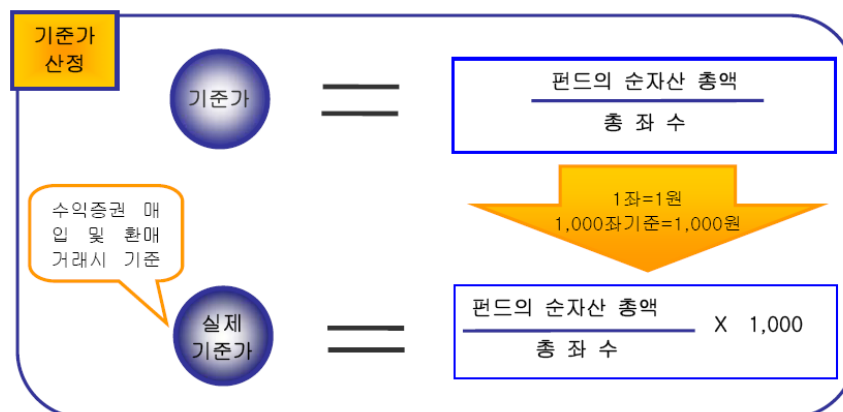 기준가
산정
기준가
펀드의 순자산 총액
총 좌 수
1좌=1원
1,000좌기준=1,000원
수익증권 매
입 및 환매
거래시 기준
실제
기준가
펀드의 순자산 총액
총 좌 수
X 1,000